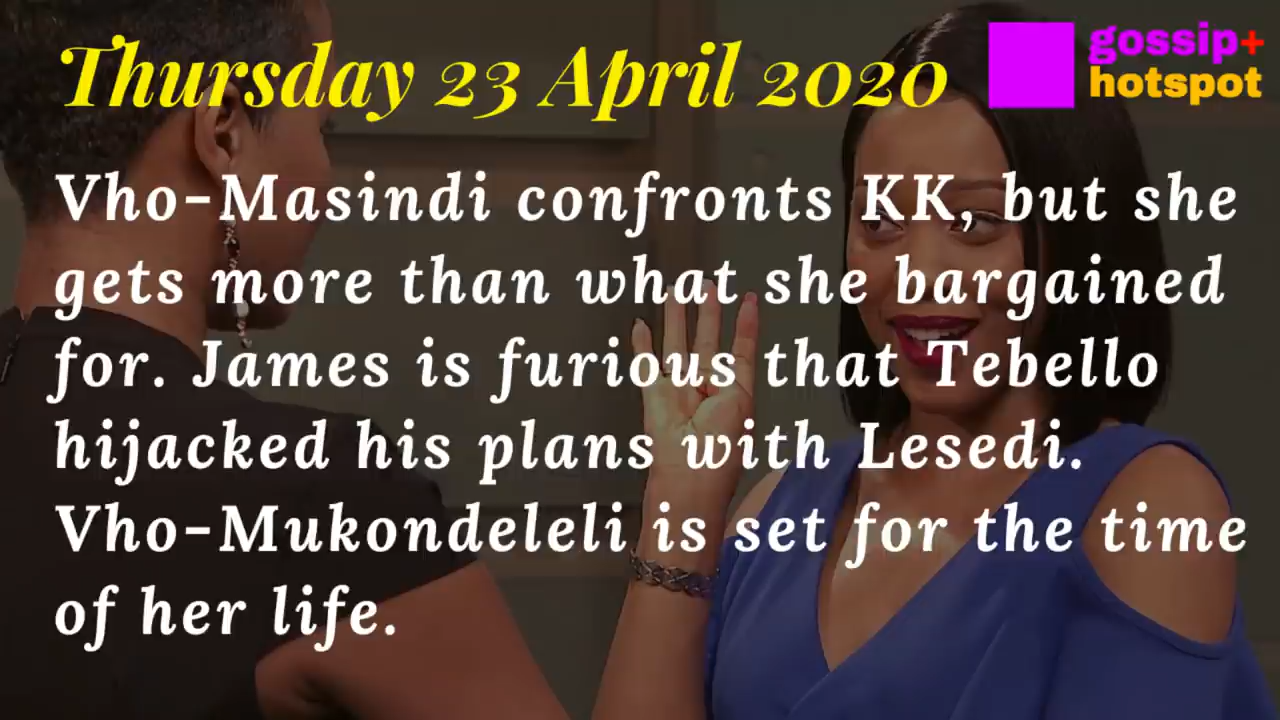 Thursday 23 April 2020
gossip+
hotspot
Vho-Masindi confronts KK, but she
gets more than what she bargained
for. James is furious that Tebello
hijacked his plans with Lesedi.
Vho-Mukondeleli is set for the time
of her life.